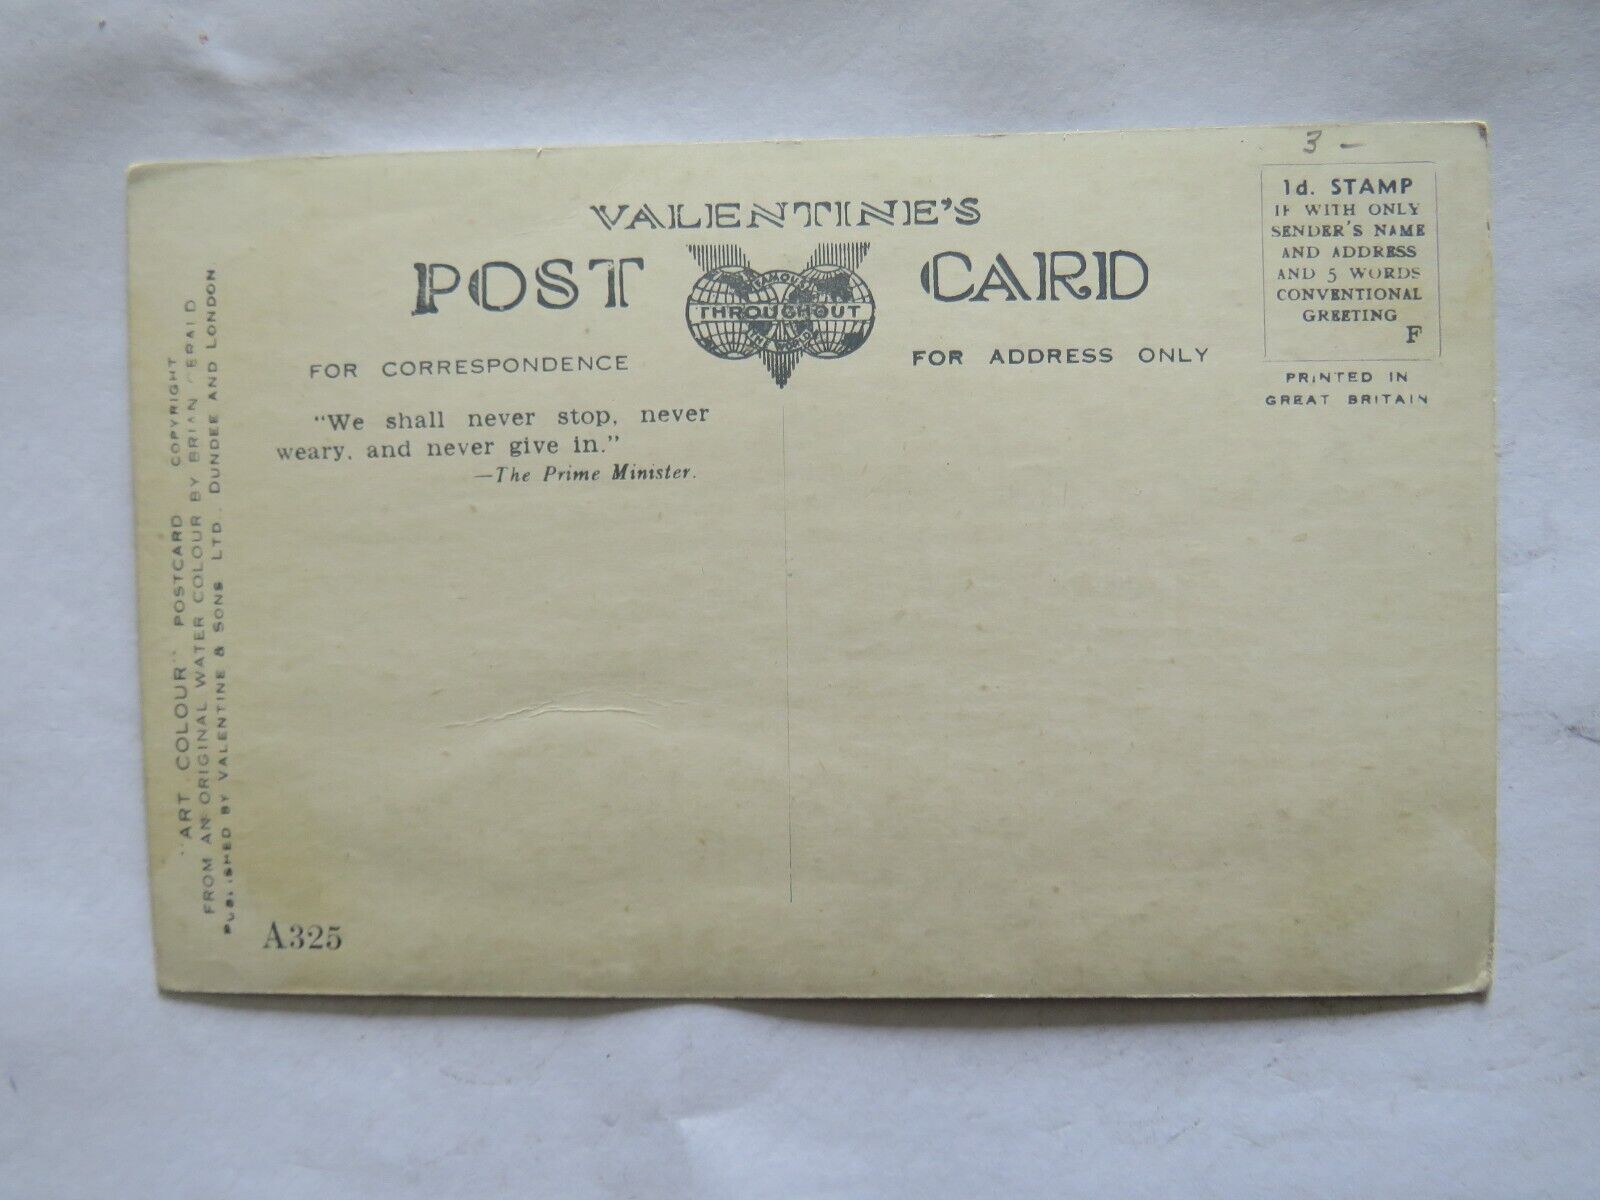 3 –
VALENTINE'S
POST CARD
FAMOUS
THROUGHOUT
THE WORLD
FOR CORRESPONDENCE
FOR ADDRESS ONLY
1d. STAMP
IF WITH ONLY
SENDER'S NAME
AND ADDRESS
AND 5 WORDS
CONVENTIONAL
GREETING
F
PRINTED IN
GREAT BRITAIN
"We shall never stop, never
weary, and never give in."
—The Prime Minister.
"ART COLOUR" POSTCARD COPYRIGHT
FROM AN ORIGINAL WATER COLOUR BY BRIAN GERALD
PUBLISHED BY VALENTINE & SONS LTD., DUNDEE AND LONDON
A325